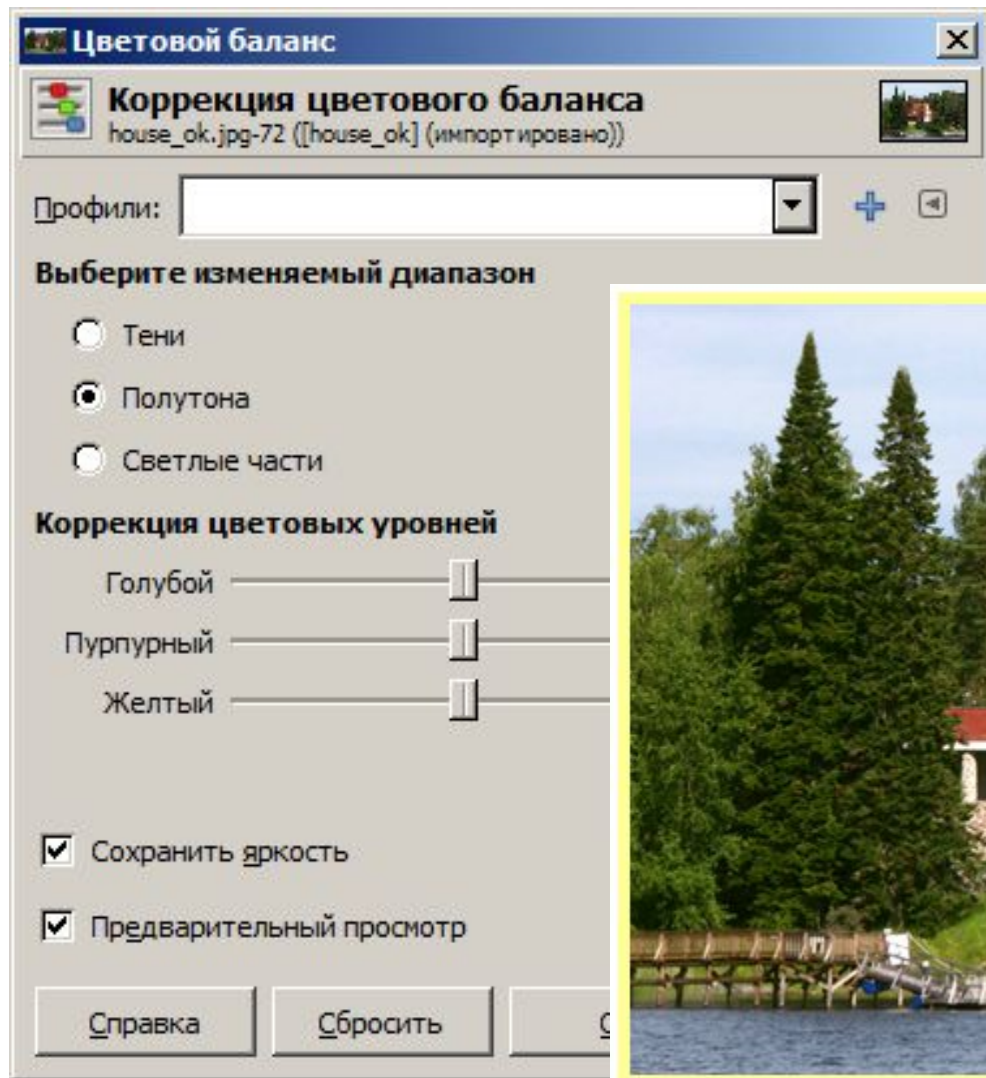 Цветовой баланс
Коррекция цветового баланса
house_ok.jpg-72 ([house_ok] (импортировано))
Профили:
Выберите изменяемый диапазон
Тени
Полутона
Светлые части
Коррекция цветовых уровней
Голубой
Пурпурный
Желтый
Сохранить яркость
Предварительный просмотр
Справка
Сбросить